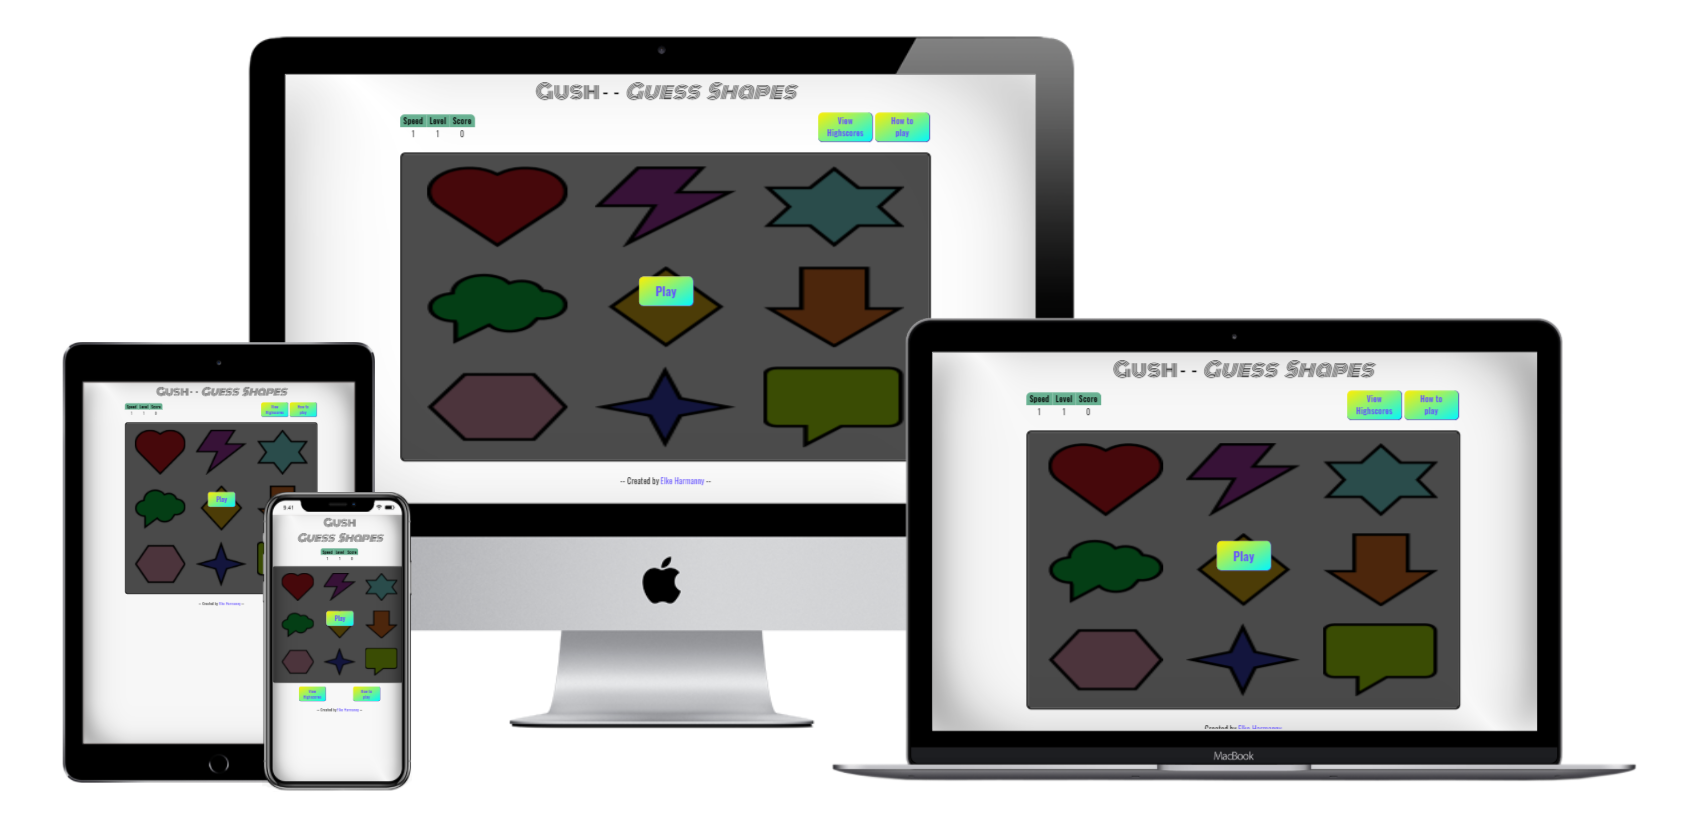 Gush - - Guess Shapes
Speed Level Score
1 1 0
View Highscores
How to play
Play
-- Created by Elke Harmanny --
Gush - - Guess Shapes
Speed Level Score
1 1 0
View Highscores
How to play
Play
-- Created by Elke Harmanny --
9:41
Gush
Guess Shapes
Speed Level Score
1 1 0
Play
View Highscores
How to play
-- Created by Elke Harmanny --
Gush - - Guess Shapes
Speed Level Score
1 1 0
View Highscores
How to play
Play
Created by Elke Harmanny
MacBook